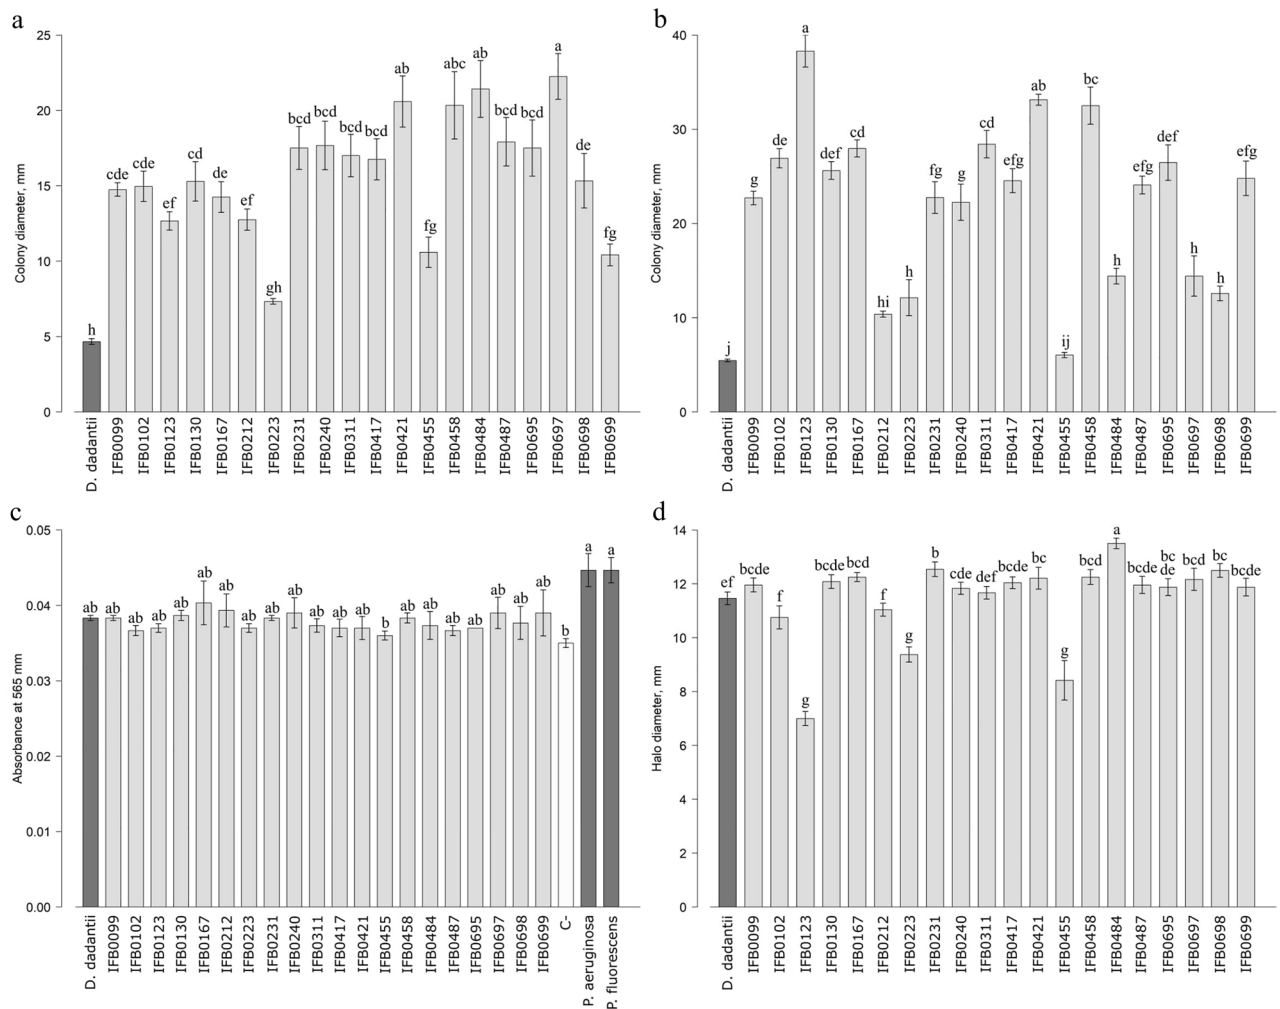 a
Colony diameter, mm
25
20
15
10
5
0
h
cde
cde
ef
cd
de
ef
gh
bcd
bcd
bcd
bcd
ab
fg
abc
ab
bcd
bcd
a
de
fg
D. dadantii
IFB0099
IFB0102
IFB0123
IFB0130
IFB0167
IFB0212
IFB0223
IFB0231
IFB0240
IFB0311
IFB0417
IFB0421
IFB0455
IFB0458
IFB0484
IFB0487
IFB0695
IFB0697
IFB0698
IFB0699
b
Colony diameter, mm
40
30
20
10
0
j
g
de
a
def
cd
hi
h
fg
g
cd
efg
ab
ij
bc
h
efg
def
h
h
efg
D. dadantii
IFB0099
IFB0102
IFB0123
IFB0130
IFB0167
IFB0212
IFB0223
IFB0231
IFB0240
IFB0311
IFB0417
IFB0421
IFB0455
IFB0458
IFB0484
IFB0487
IFB0695
IFB0697
IFB0698
IFB0699
c
Absorbance at 565 mm
0.05
0.04
0.03
0.02
0.01
0.00
ab
ab
ab
ab
ab
ab
ab
ab
ab
ab
ab
ab
ab
b
ab
ab
ab
ab
ab
ab
ab
b
a
a
D. dadantii
IFB0099
IFB0102
IFB0123
IFB0130
IFB0167
IFB0212
IFB0223
IFB0231
IFB0240
IFB0311
IFB0417
IFB0421
IFB0455
IFB0458
IFB0484
IFB0487
IFB0695
IFB0697
IFB0698
IFB0699
C-
P. aeruginosa
P. fluorescens
d
Halo diameter, mm
14
12
10
8
6
4
2
0
ef
bcde
f
g
bcde
bcd
f
g
b
cde
def
bcde
bc
g
bcd
a
bcde
bc
de
bcd
bc
bcde
D. dadantii
IFB0099
IFB0102
IFB0123
IFB0130
IFB0167
IFB0212
IFB0223
IFB0231
IFB0240
IFB0311
IFB0417
IFB0421
IFB0455
IFB0458
IFB0484
IFB0487
IFB0695
IFB0697
IFB0698
IFB0699